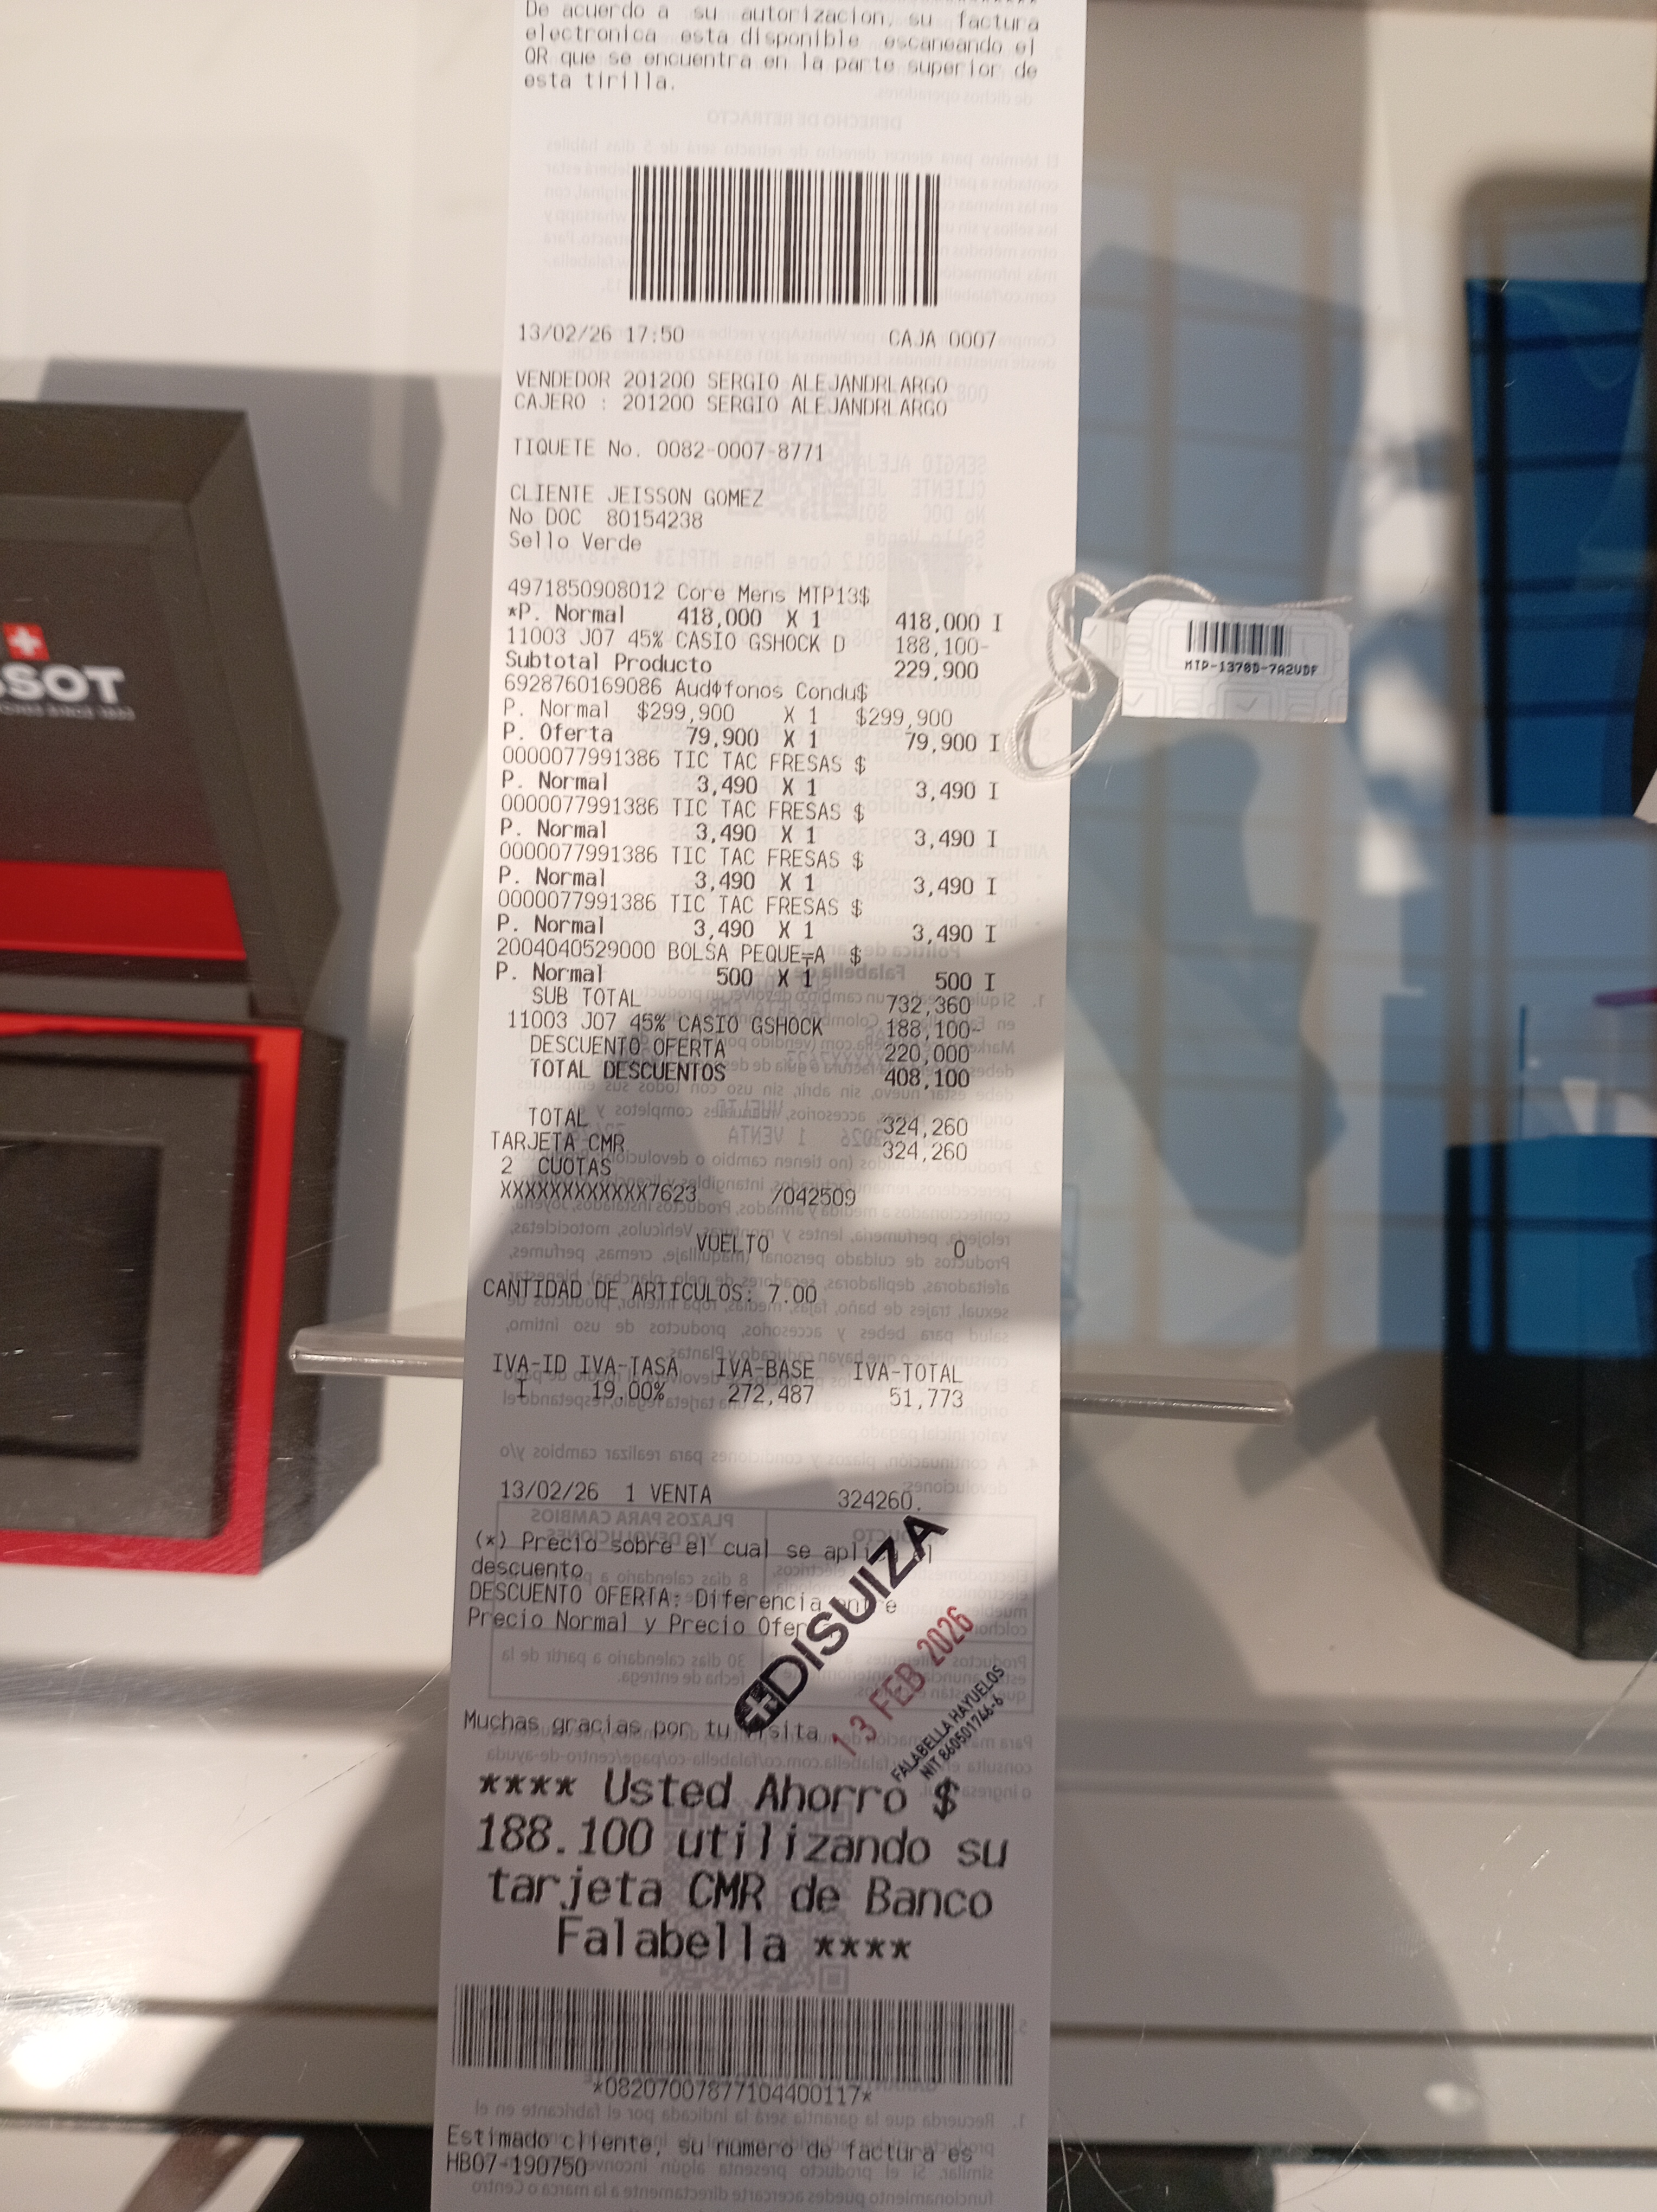 De acuerdo a su autorizacion, su factura
electronica esta disponible escaneando el
QR que se encuentra en la parte superior de
esta tirilla.
13/02/26 17:50 CAJA 0007
VENDEDOR 201200 SERGIO ALEJANDRLARGO
CAJERO : 201200 SERGIO ALEJANDRLARGO
TIQUETE No. 0082-0007-8771
CLIENTE JEISSON GOMEZ
No DOC 80154238
Sello Verde
4971850908012 Core Mens MTP13$
*P. Normal 418,000 X 1 418,000 I
11003 J07 45% CASIO GSHOCK D 188,100-
Subtotal Producto 229,900
6928760169086 Audφfonos Condu$
P. Normal $299,900 X 1 $299,900
P. Oferta 79,900 X 1 79,900 I
0000077991386 TIC TAC FRESAS $
P. Normal 3,490 X 1 3,490 I
0000077991386 TIC TAC FRESAS $
P. Normal 3,490 X 1 3,490 I
0000077991386 TIC TAC FRESAS $
P. Normal 3,490 X 1 3,490 I
0000077991386 TIC TAC FRESAS $
P. Normal 3,490 X 1 3,490 I
2004040529000 BOLSA PEQUE╤A $
P. Normal 500 X 1 500 I
SUB TOTAL 732,360
11003 J07 45% CASIO GSHOCK 188,100-
DESCUENTO OFERTA 220,000
TOTAL DESCUENTOS 408,100
TOTAL 324,260
TARJETA CMR 324,260
2 CUOTAS
XXXXXXXXXXXX7623 /042509
VUELTO 0
CANTIDAD DE ARTICULOS: 7.00
IVA-ID IVA-TASA IVA-BASE IVA-TOTAL
I 19.00% 272,487 51,773
13/02/26 1 VENTA 324260.
(*) Precio sobre el cual se aplica el
descuento
DESCUENTO OFERTA: Diferencia entre
Precio Normal y Precio Ofer
DISUIZA
13 FEB 2026
FALABELLA HAYUELOS
NIT 860501746-6
Muchas gracias por tu visita
**** Usted Ahorro $
188.100 utilizando su
tarjeta CMR de Banco
Falabella ****
*08207007877104400117*
Estimado cliente, su numero de factura es
HB07-190750
MTP-1370D-7A2VDF
SSOT